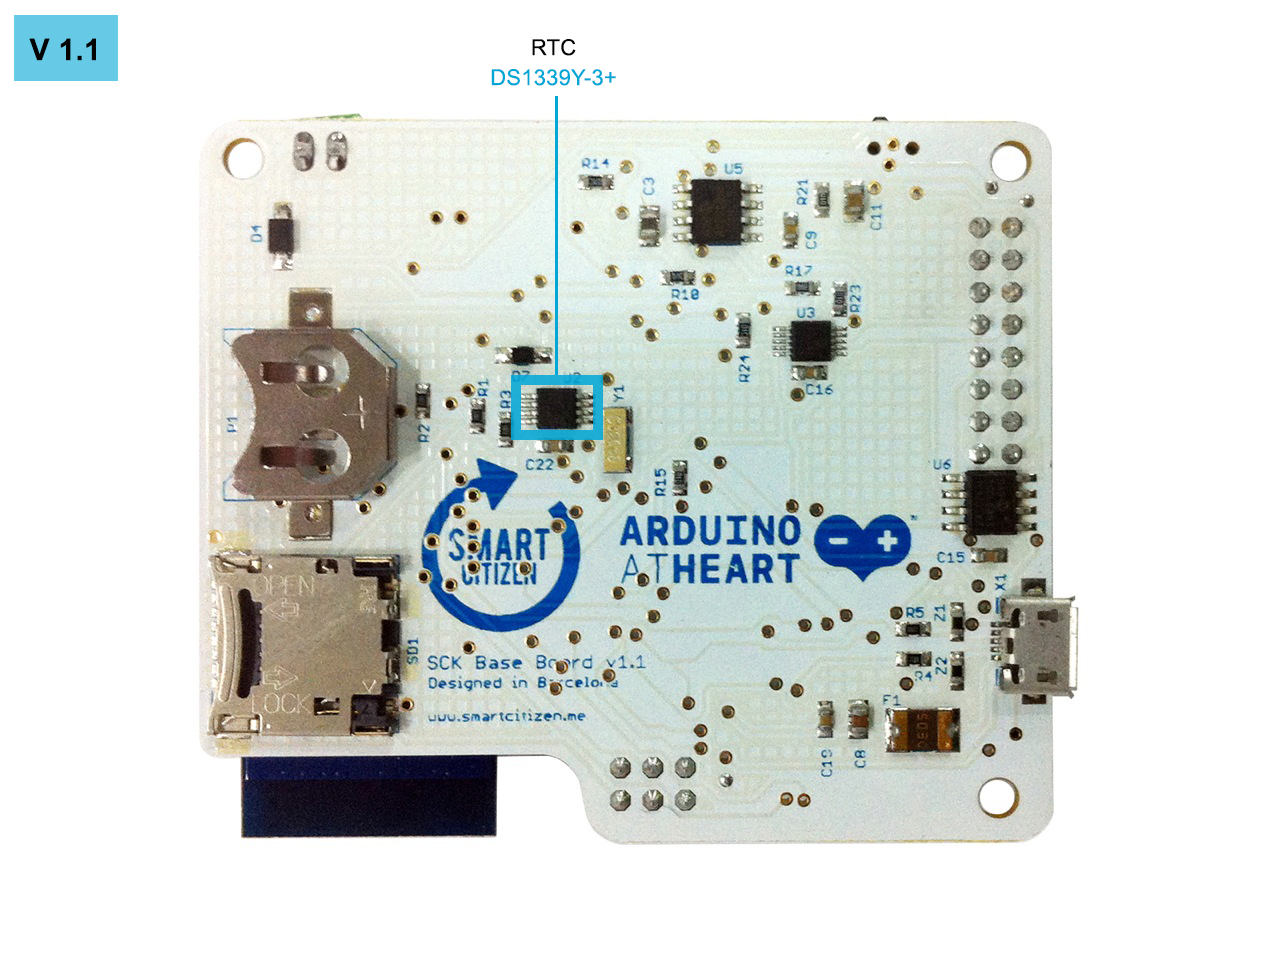 V 1.1
RTC
DS1339Y-3+
R14
U5
C3
R21
C11
D4
C9
R10
R17
R23
U3
R24
C16
R1
R3
R2
Y1
C22
R15
U6
SMART
CITIZEN
ARDUINO
AT HEART
C15
X1
OPEN
LOCK
SD1
R5
Z1
R4
Z2
F1
SCK Base Board v1.1
Designed in Barcelona
www.smartcitizen.me
C19
C8